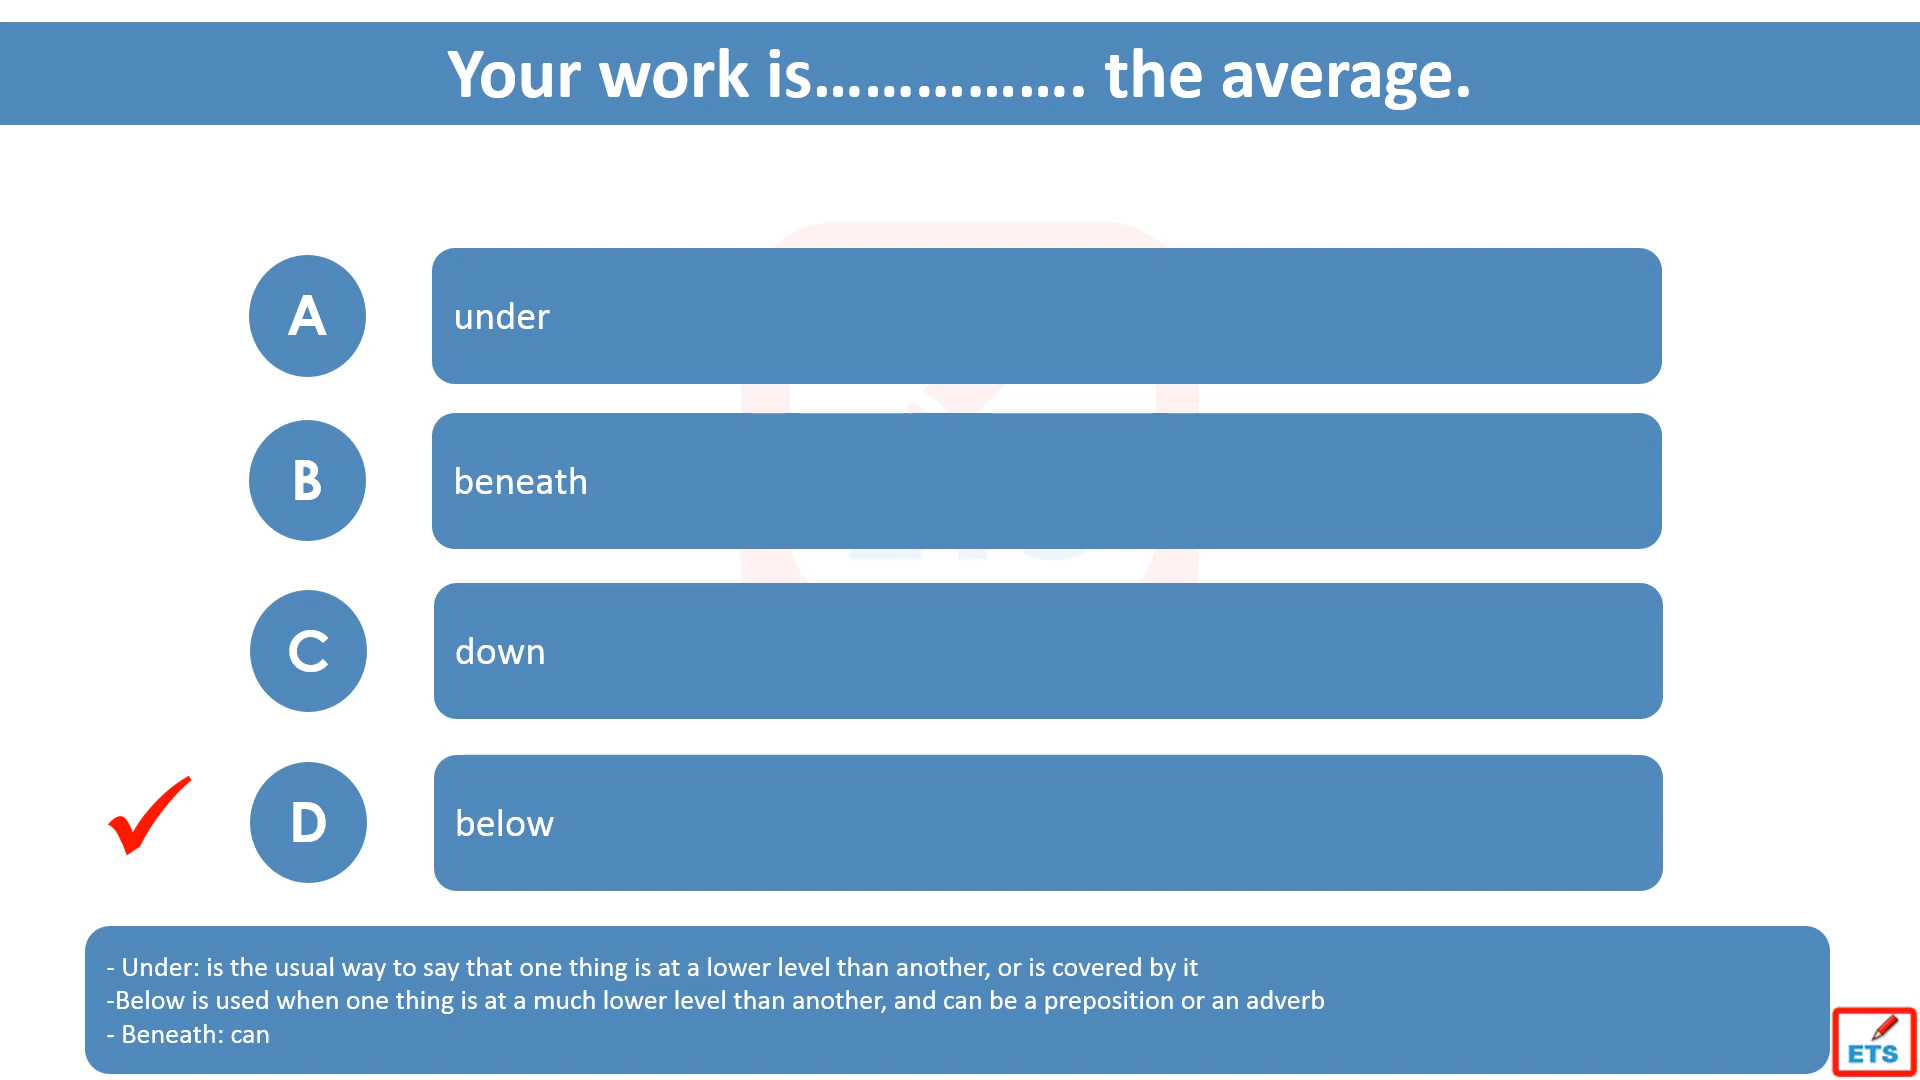 Your work is............... the average.
A
under
B
beneath
C
down
D
below
- Under: is the usual way to say that one thing is at a lower level than another, or is covered by it
-Below is used when one thing is at a much lower level than another, and can be a preposition or an adverb
- Beneath: can
ETS